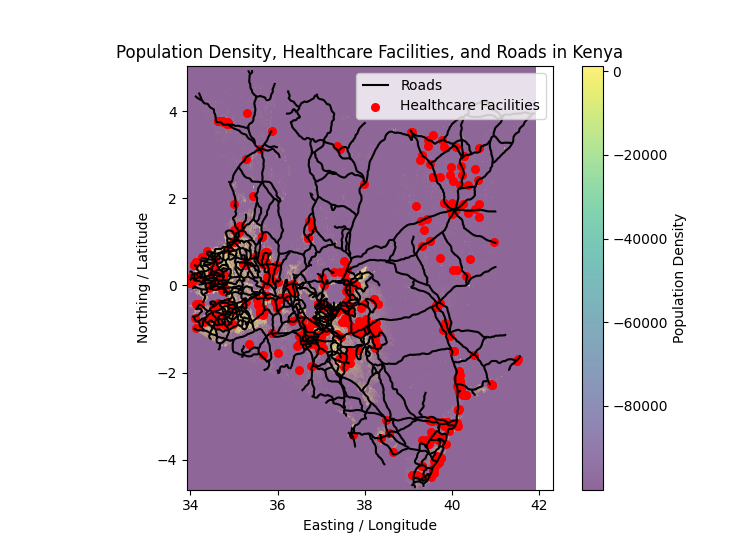 Population Density, Healthcare Facilities, and Roads in Kenya
Roads
Healthcare Facilities
4
2
0
−2
−4
Northing / Latitude
34
36
38
40
42
Easting / Longitude
0
−20000
−40000
−60000
−80000
Population Density